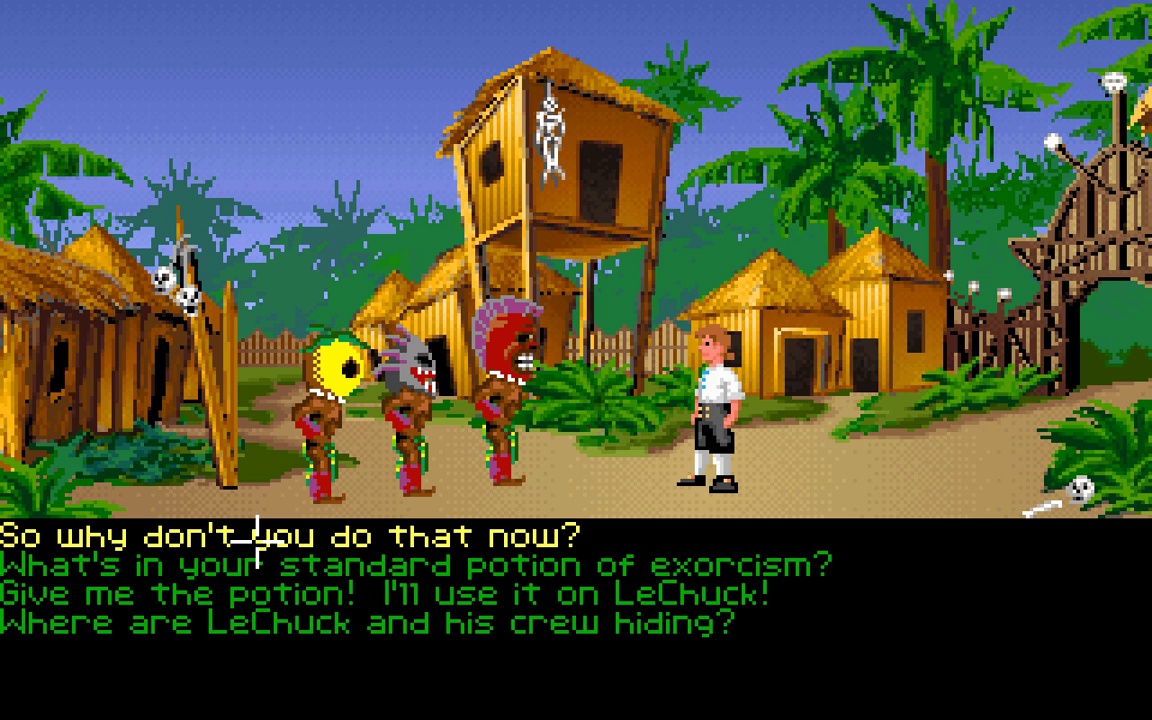 So why don't you do that now?
What's in your standard potion of exorcism?
Give me the potion!  I'll use it on LeChuck!
Where are LeChuck and his crew hiding?